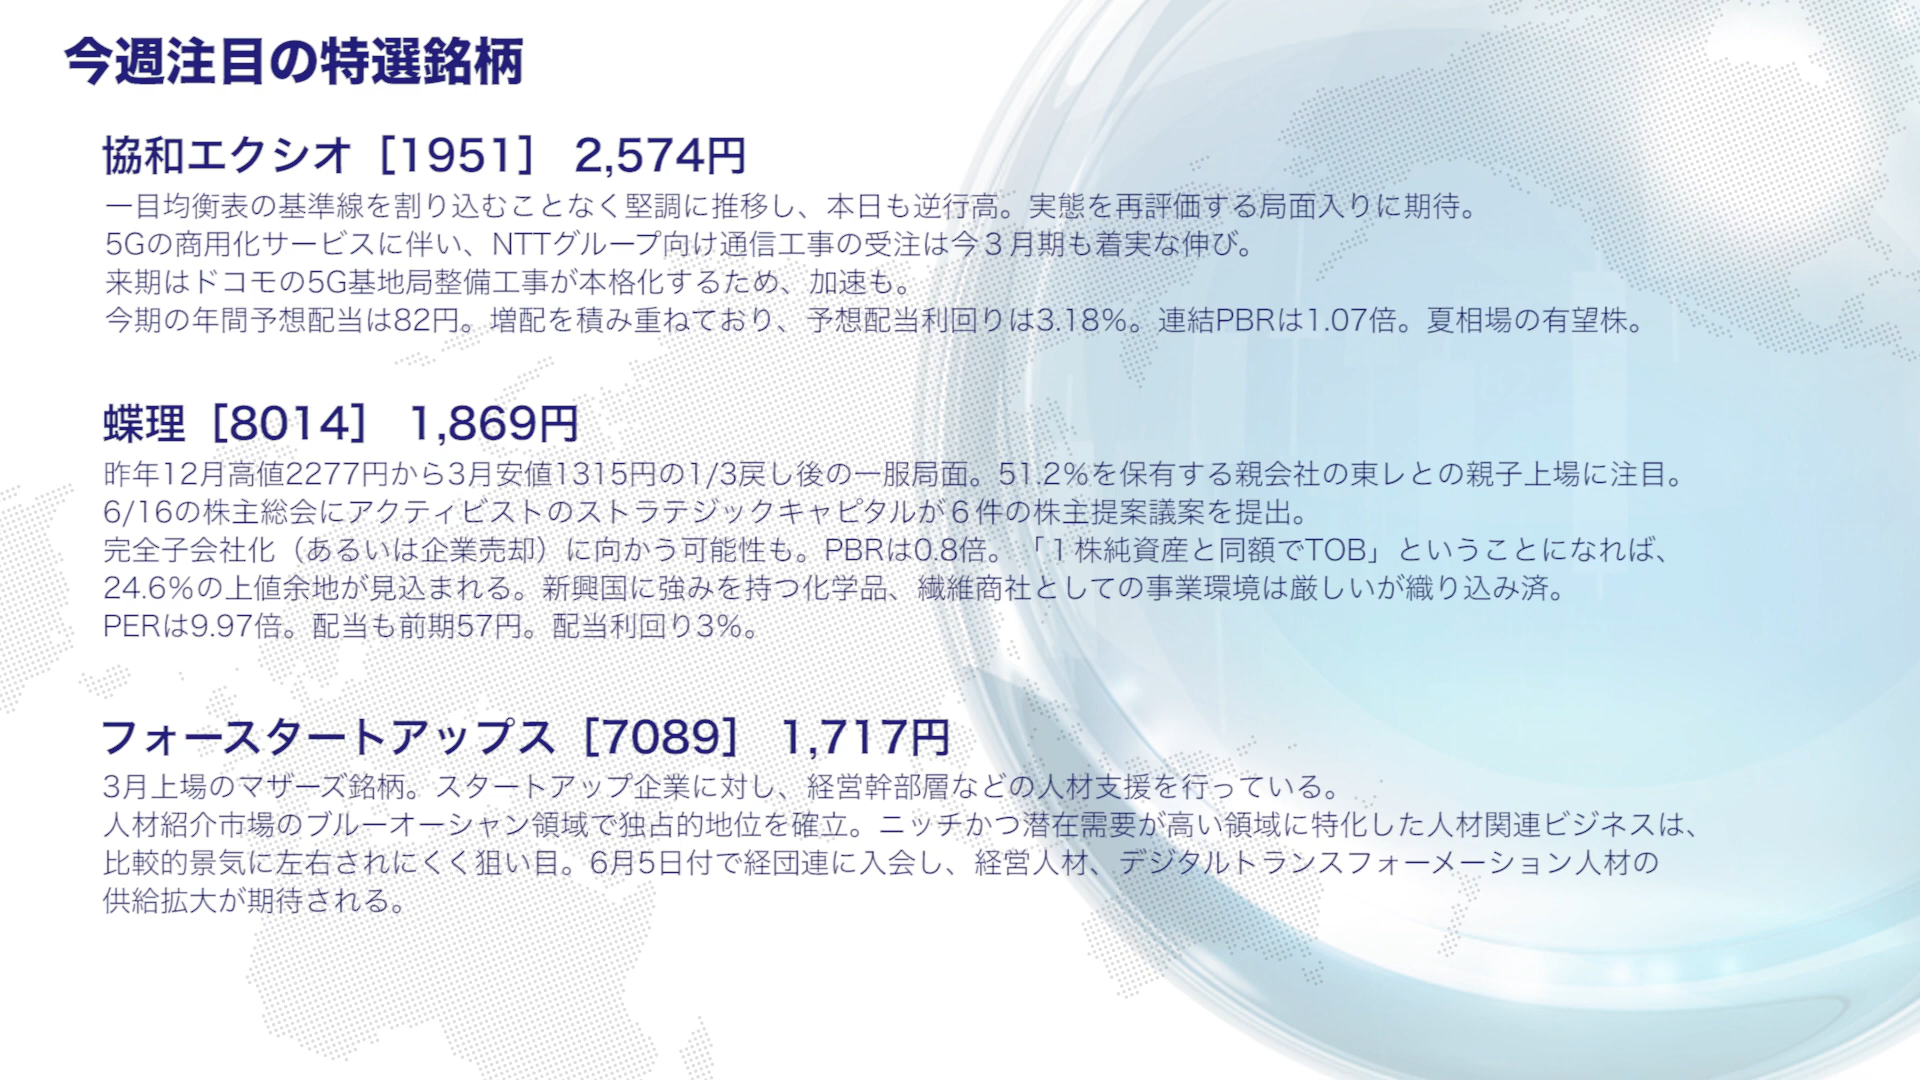 今週注目の特選銘柄
協和エクシオ［1951］ 2,574円
一目均衡表の基準線を割り込むことなく堅調に推移し、本日も逆行高。実態を再評価する局面入りに期待。
5Gの商用化サービスに伴い、NTTグループ向け通信工事の受注は今３月期も着実な伸び。
来期はドコモの5G基地局整備工事が本格化するため、加速も。
今期の年間予想配当は82円。増配を積み重ねており、予想配当利回りは3.18%。連結PBRは1.07倍。夏相場の有望株。
蝶理［8014］ 1,869円
昨年12月高値2277円から3月安値1315円の1/3戻し後の一服局面。51.2%を保有する親会社の東レとの親子上場に注目。
6/16の株主総会にアクティビストのストラテジックキャピタルが６件の株主提案議案を提出。
完全子会社化（あるいは企業売却）に向かう可能性も。PBRは0.8倍。「１株純資産と同額でTOB」ということになれば、
24.6%の上値余地が見込まれる。新興国に強みを持つ化学品、繊維商社としての事業環境は厳しいが織り込み済。
PERは9.97倍。配当も前期57円。配当利回り3%。
フォースタートアップス［7089］ 1,717円
3月上場のマザーズ銘柄。スタートアップ企業に対し、経営幹部層などの人材支援を行っている。
人材紹介市場のブルーオーシャン領域で独占的地位を確立。ニッチかつ潜在需要が高い領域に特化した人材関連ビジネスは、
比較的景気に左右されにくく狙い目。6月5日付で経団連に入会し、経営人材、デジタルトランスフォーメーション人材の
供給拡大が期待される。